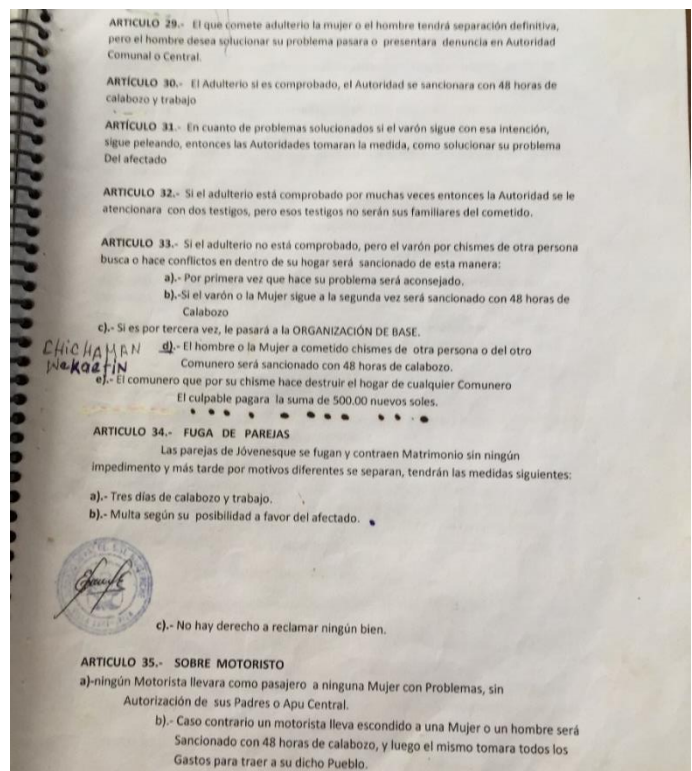 ARTICULO 29.- El que comete adulterio la mujer o el hombre tendrá separación definitiva,
pero el hombre desea solucionar su problema pasara o presentara denuncia en Autoridad
Comunal o Central.
ARTÍCULO 30.- El Adulterio si es comprobado, el Autoridad se sancionara con 48 horas de
calabozo y trabajo
ARTÍCULO 31.- En cuanto de problemas solucionados si el varón sigue con esa intención,
sigue peleando, entonces las Autoridades tomaran la medida, como solucionar su problema
Del afectado
ARTICULO 32.- Si el adulterio está comprobado por muchas veces entonces la Autoridad se le
atencionara con dos testigos, pero esos testigos no serán sus familiares del cometido.
ARTICULO 33.- Si el adulterio no está comprobado, pero el varón por chismes de otra persona
busca o hace conflictos en dentro de su hogar será sancionado de esta manera:
a).- Por primera vez que hace su problema será aconsejado.
b).-Si el varón o la Mujer sigue a la segunda vez será sancionado con 48 horas de
Calabozo
c).- Si es por tercera vez, le pasará a la ORGANIZACIÓN DE BASE.
CHICHAMAN d).- El hombre o la Mujer a cometido chismes de otra persona o del otro
Wakaetin Comunero será sancionado con 48 horas de calabozo.
e).- El comunero que por su chisme hace destruir el hogar de cualquier Comunero
El culpable pagara la suma de 500.00 nuevos soles.
ARTICULO 34.- FUGA DE PAREJAS
Las parejas de Jóvenesque se fugan y contraen Matrimonio sin ningún
impedimento y más tarde por motivos diferentes se separan, tendrán las medidas siguientes:
a).- Tres días de calabozo y trabajo.
b).- Multa según su posibilidad a favor del afectado.
c).- No hay derecho a reclamar ningún bien.
ARTICULO 35.- SOBRE MOTORISTO
a)-ningún Motorista llevara como pasajero a ninguna Mujer con Problemas, sin
Autorización de sus Padres o Apu Central.
b).- Caso contrario un motorista lleva escondido a una Mujer o un hombre será
Sancionado con 48 horas de calabozo, y luego el mismo tomara todos los
Gastos para traer a su dicho Pueblo.